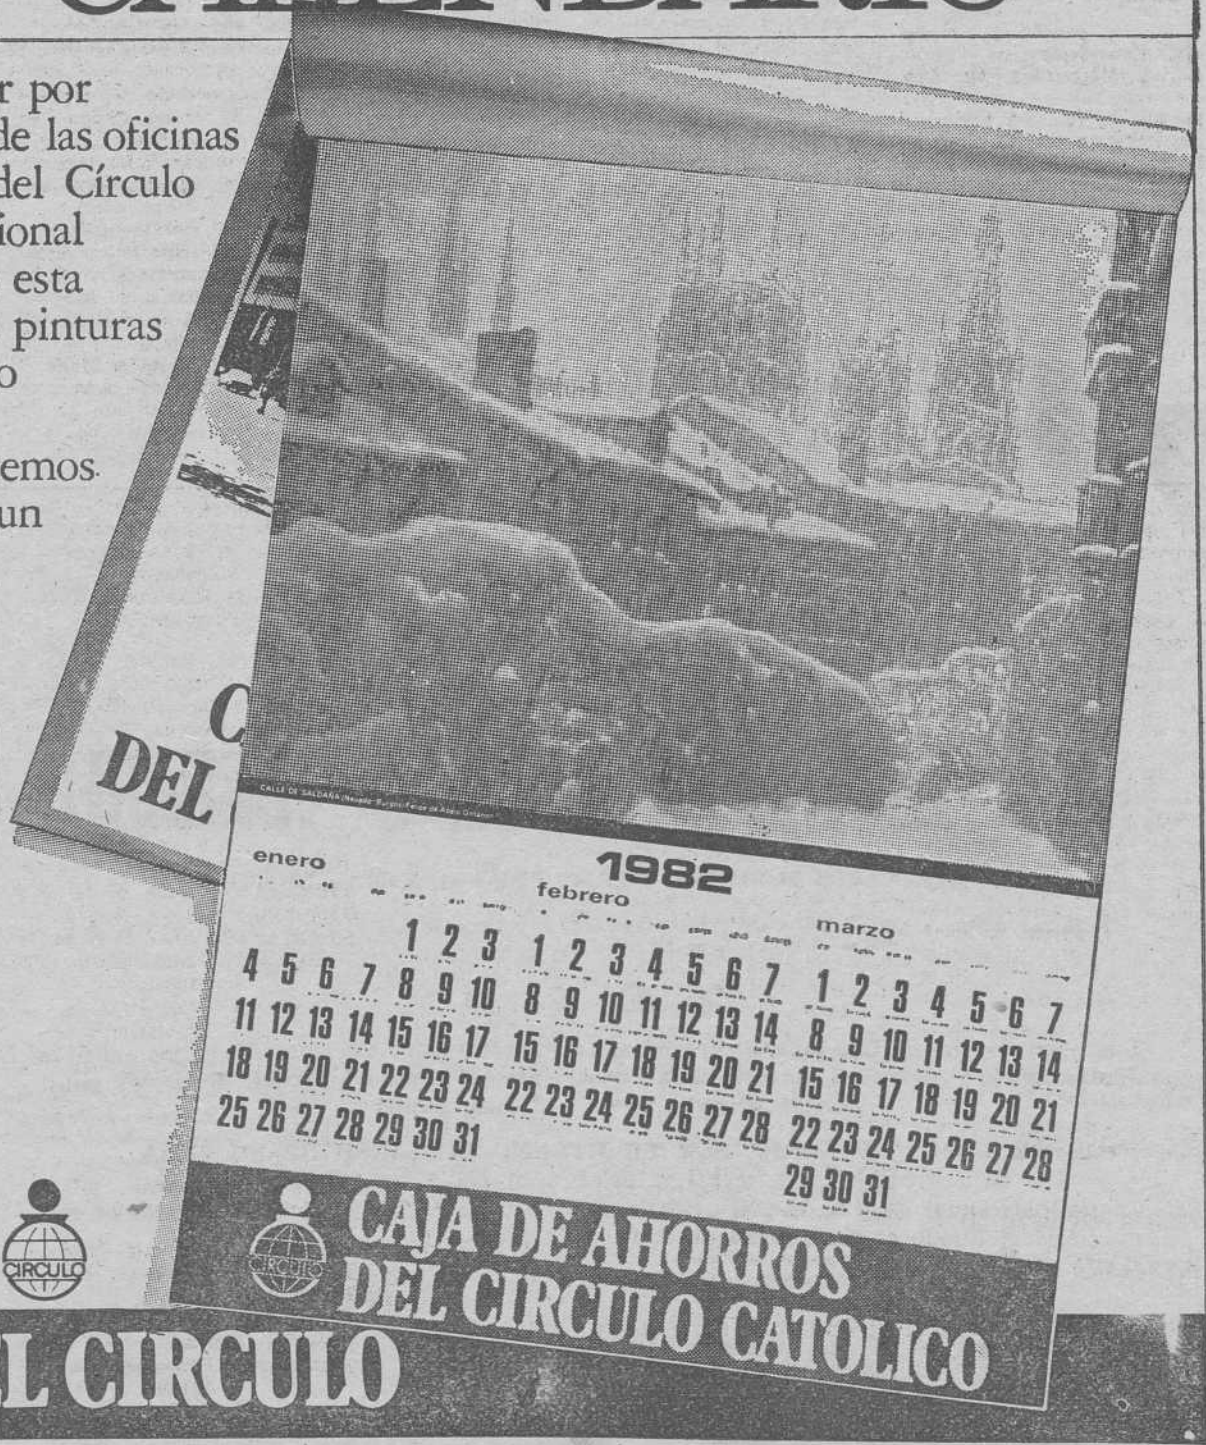 CALENDARIO
r por
de las oficinas
del Círculo
ional
esta
pinturas
o
emos
un
C
DEL
CALLE DE SALDAÑA
1982
enero
1 2 3
4 5 6 7 8 9 10
11 12 13 14 15 16 17
18 19 20 21 22 23 24
25 26 27 28 29 30 31
febrero
1 2 3 4 5 6 7
8 9 10 11 12 13 14
15 16 17 18 19 20 21
22 23 24 25 26 27 28
marzo
1 2 3 4 5 6 7
8 9 10 11 12 13 14
15 16 17 18 19 20 21
22 23 24 25 26 27 28
29 30 31
CIRCULO
CIRCULO
CAJA DE AHORROS
DEL CIRCULO CATOLICO
EL CIRCULO